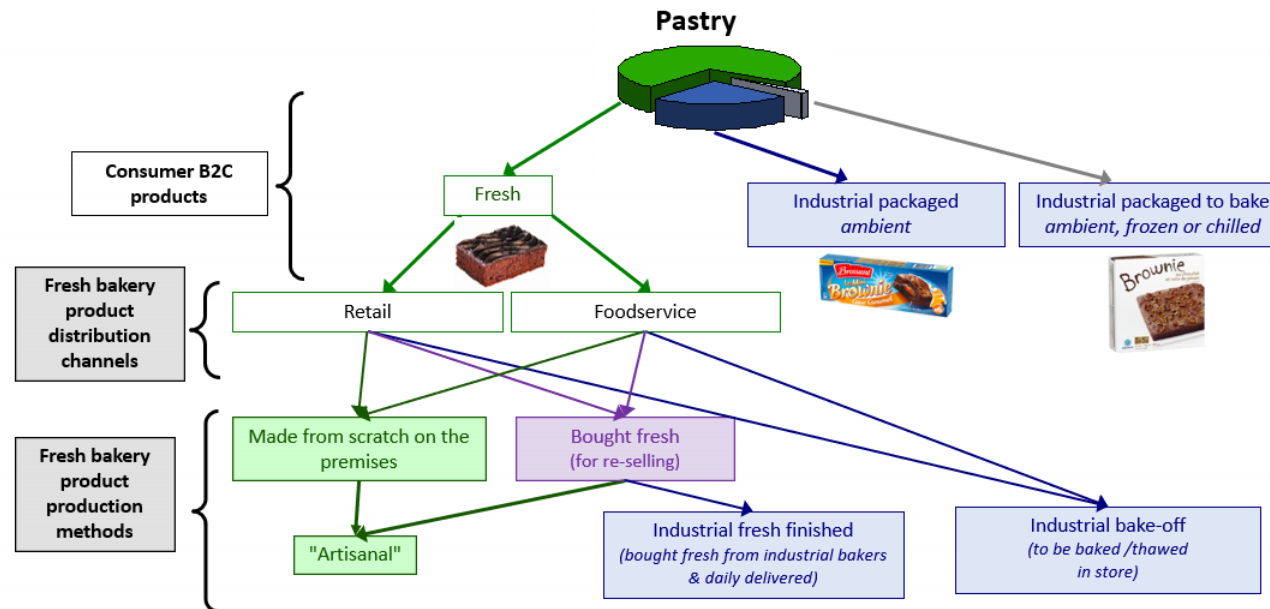 Pastry
Consumer B2C
products
Fresh
Industrial packaged
ambient
Industrial packaged to bake
ambient, frozen or chilled
Brossard
Le Mini
Brownie
Brownie
Fresh bakery
product
distribution
channels
Retail
Foodservice
Fresh bakery
product
production
methods
Made from scratch on the
premises
Bought fresh
(for re-selling)
"Artisanal"
Industrial fresh finished
(bought fresh from industrial bakers
& daily delivered)
Industrial bake-off
(to be baked /thawed
in store)